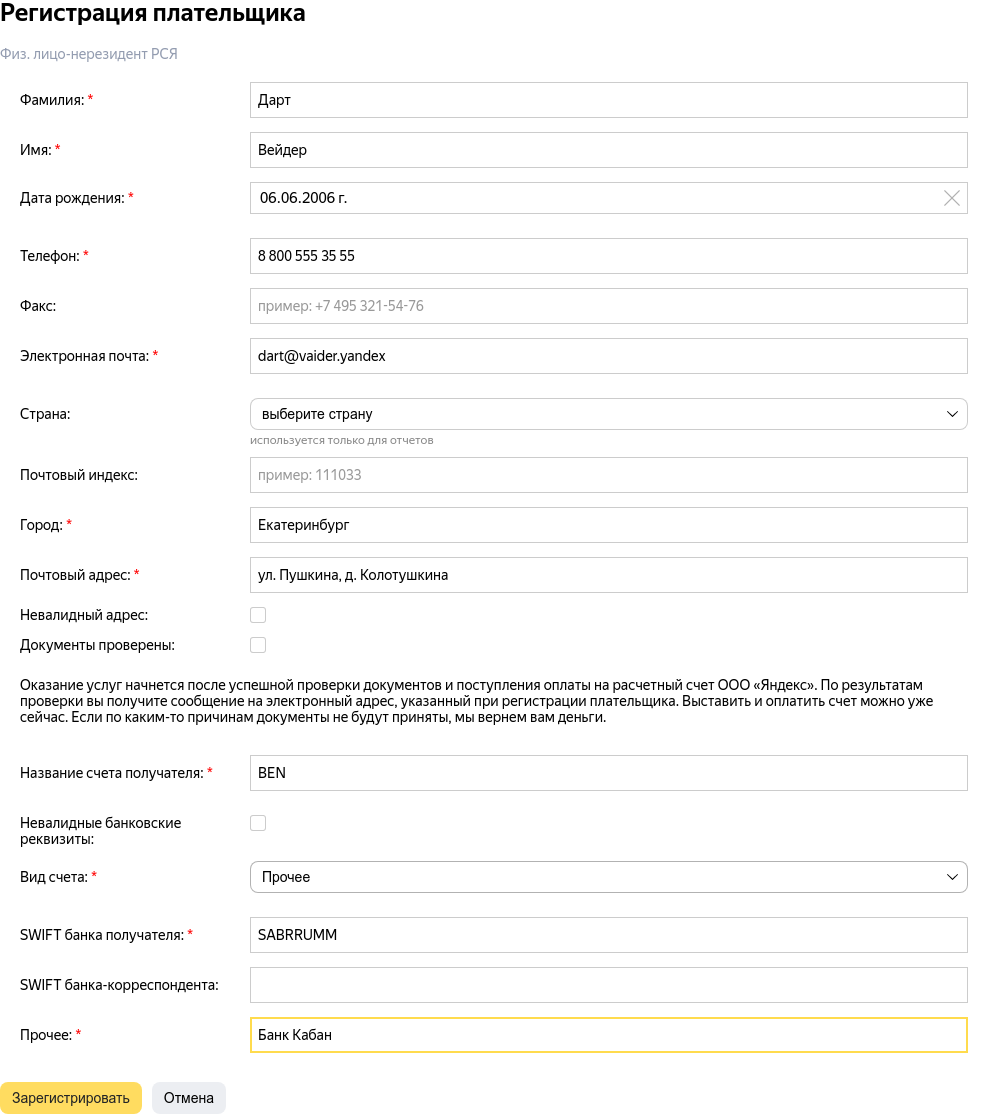 Регистрация плательщика
Физ. лицо-нерезидент РСЯ
Фамилия: * Дарт
Имя: * Вейдер
Дата рождения: * 06.06.2006 г.
Телефон: * 8 800 555 35 55
Факс: пример: +7 495 321-54-76
Электронная почта: * dart@vaider.yandex
Страна: выберите страну
используется только для отчетов
Почтовый индекс: пример: 111033
Город: * Екатеринбург
Почтовый адрес: * ул. Пушкина, д. Колотушкина
Невалидный адрес:
Документы проверены:
Оказание услуг начнется после успешной проверки документов и поступления оплаты на расчетный счет ООО «Яндекс». По результатам
проверки вы получите сообщение на электронный адрес, указанный при регистрации плательщика. Выставить и оплатить счет можно уже
сейчас. Если по каким-то причинам документы не будут приняты, мы вернем вам деньги.
Название счета получателя: * BEN
Невалидные банковские
реквизиты:
Вид счета: * Прочее
SWIFT банка получателя: * SABRRUMM
SWIFT банка-корреспондента:
Прочее: * Банк Кабан
Зарегистрировать Отмена